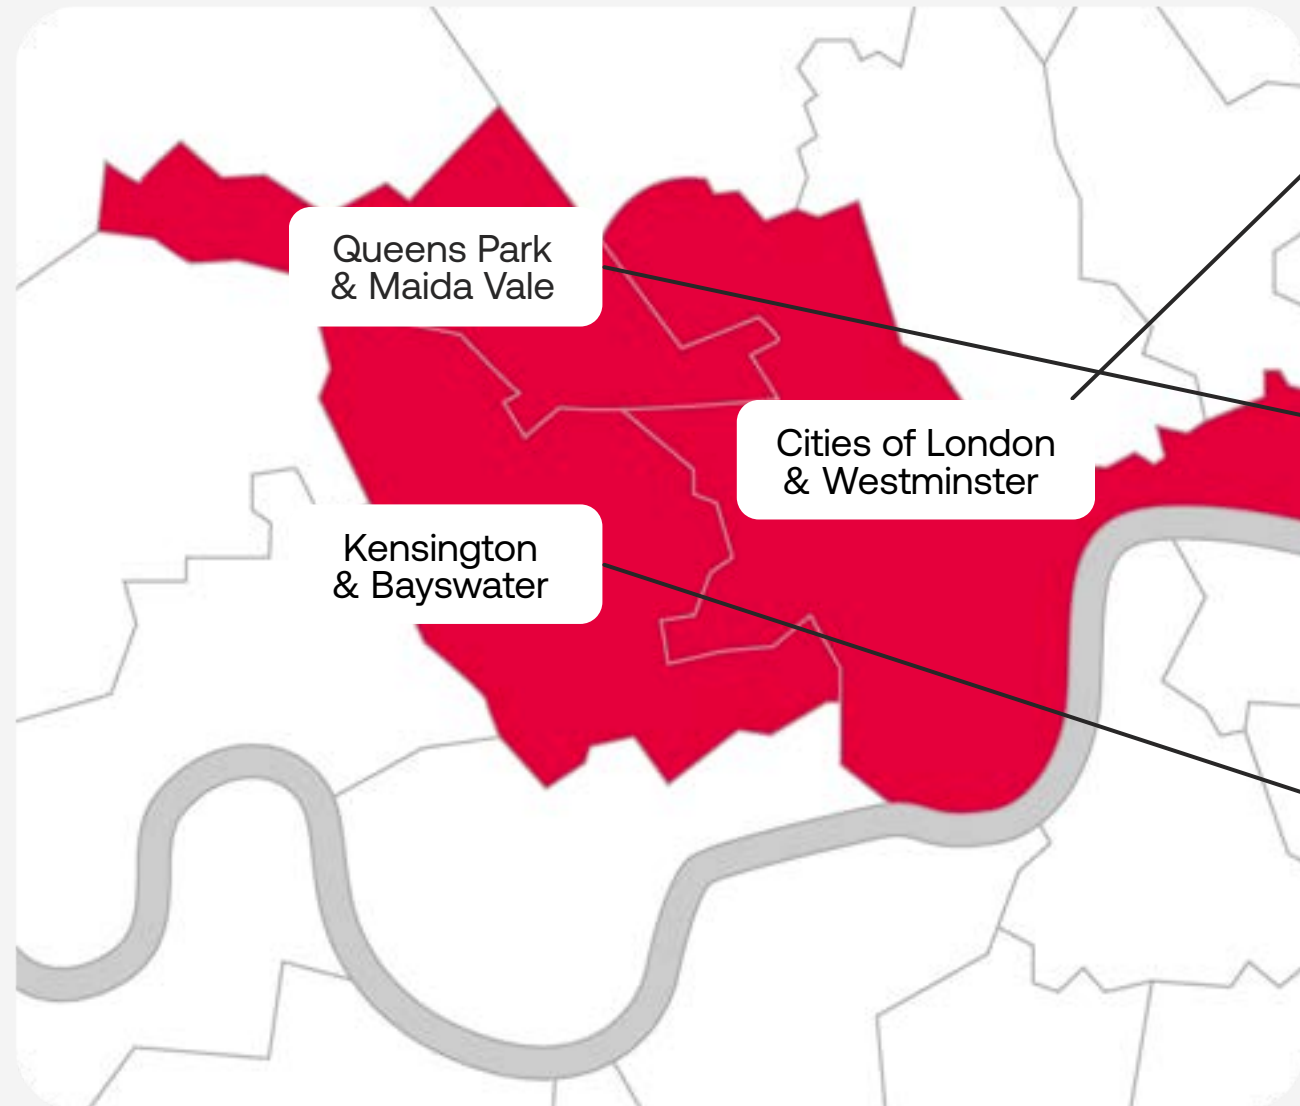 Queens Park
& Maida Vale
Cities of London
& Westminster
Kensington
& Bayswater